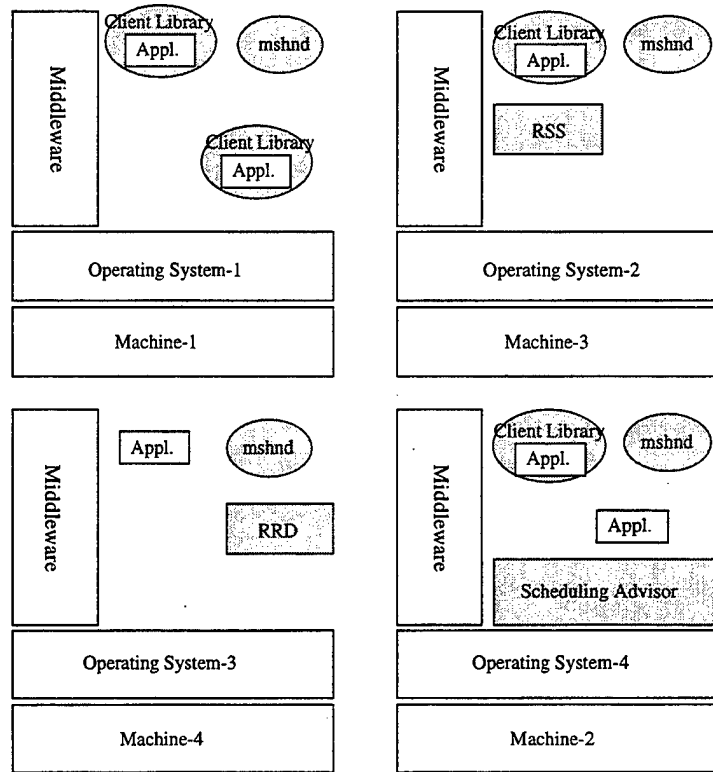 Client Library
Appl.
mshnd
Middleware
Client Library
Appl.
Operating System-1
Machine-1
Client Library
Appl.
mshnd
Middleware
RSS
Operating System-2
Machine-3
Appl.
mshnd
Middleware
RRD
Operating System-3
Machine-4
Client Library
Appl.
mshnd
Middleware
Appl.
Scheduling Advisor
Operating System-4
Machine-2